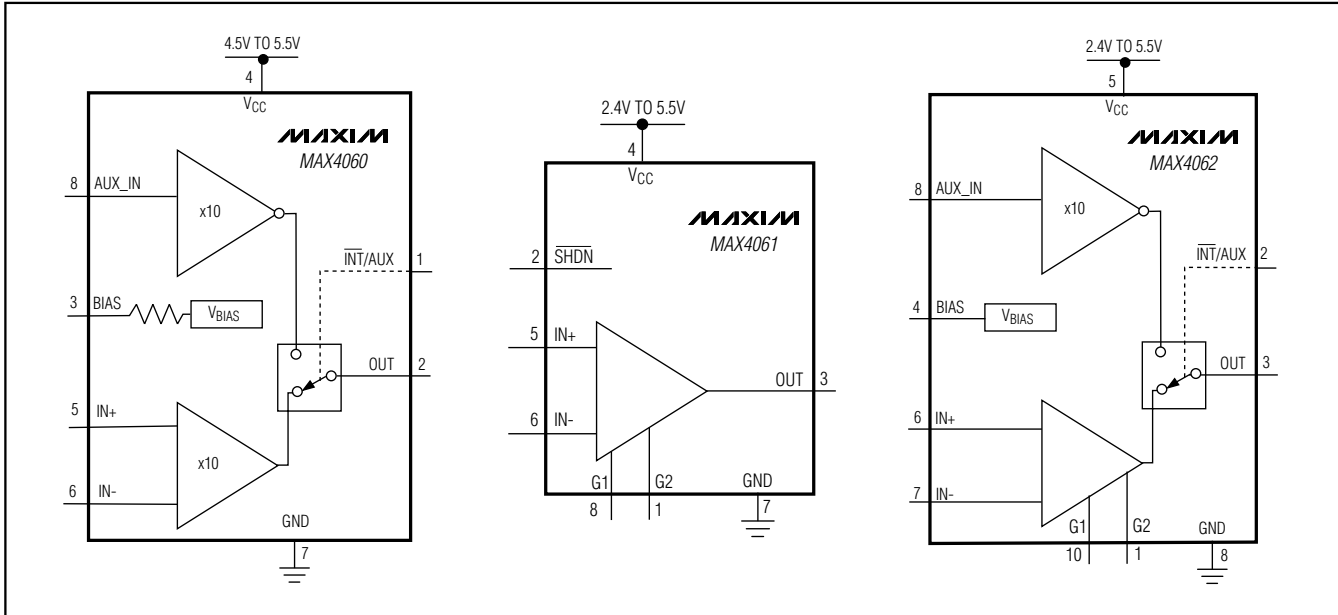 4.5V TO 5.5V
4
VCC
MAXIM
MAX4060
8 AUX_IN
x10
INT/AUX 1
3 BIAS
VBIAS
OUT 2
5 IN+
x10
6 IN-
GND
7
2.4V TO 5.5V
4
VCC
MAXIM
MAX4061
2 SHDN
5 IN+
OUT 3
6 IN-
G1 G2 GND
8 1 7
2.4V TO 5.5V
5
VCC
MAXIM
MAX4062
8 AUX_IN
x10
INT/AUX 2
4 BIAS
VBIAS
OUT 3
6 IN+
7 IN-
G1 G2 GND
10 1 8